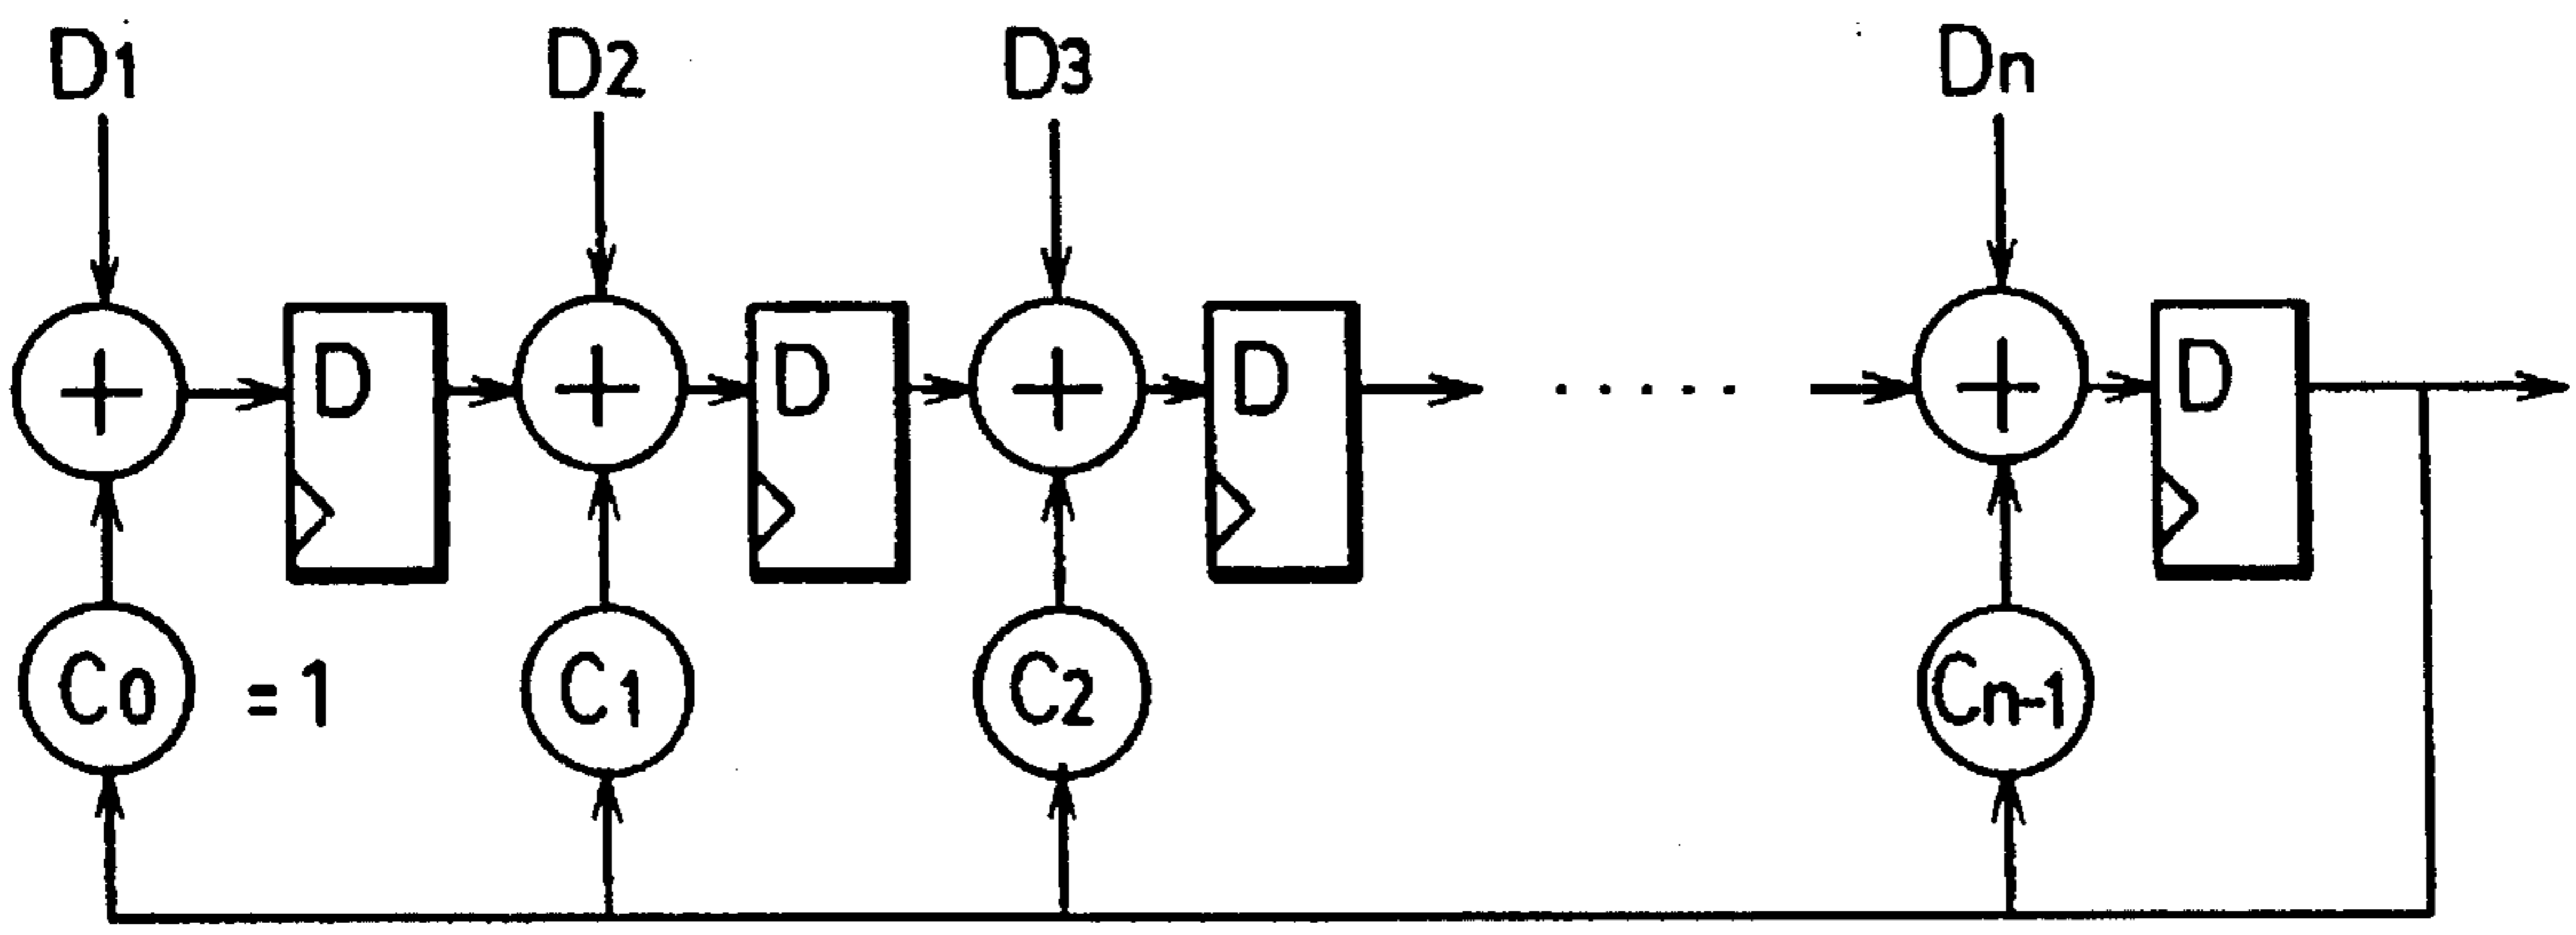 D1 D2 D3 Dn
+ D + D + D ..... + D
C0 = 1 C1 C2 Cn-1